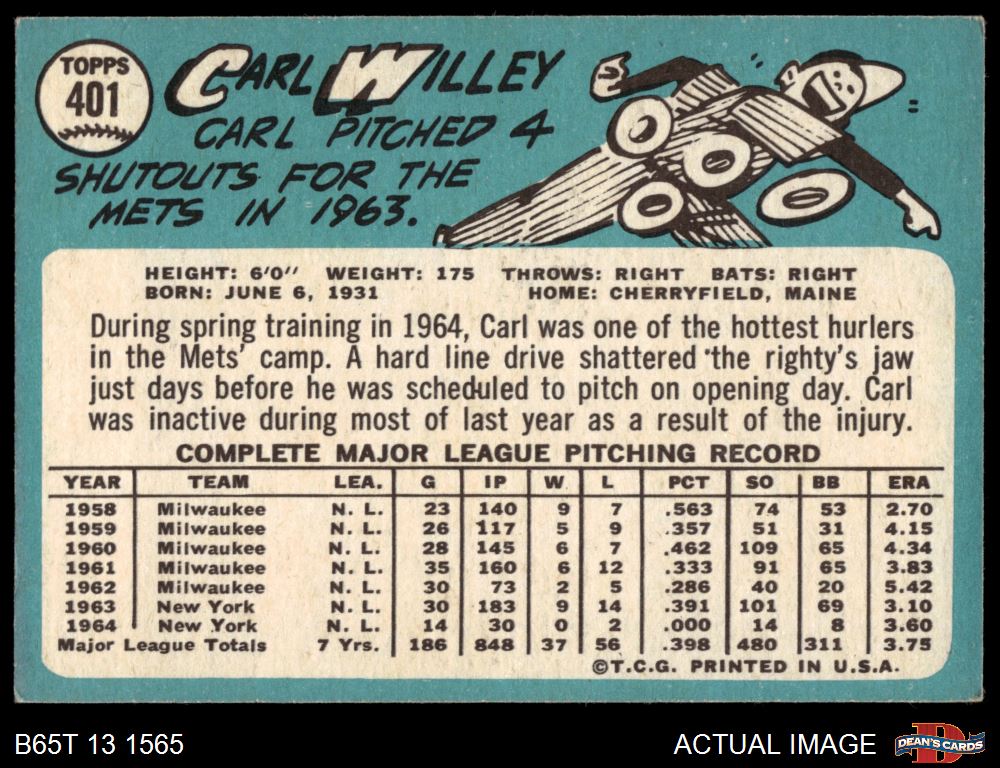 TOPPS
401
CARL WILLEY
CARL PITCHED 4
SHUTOUTS FOR THE
METS IN 1963.
HEIGHT: 6'0" WEIGHT: 175 THROWS: RIGHT BATS: RIGHT
BORN: JUNE 6, 1931 HOME: CHERRYFIELD, MAINE
During spring training in 1964, Carl was one of the hottest hurlers
in the Mets' camp. A hard line drive shattered the righty's jaw
just days before he was scheduled to pitch on opening day. Carl
was inactive during most of last year as a result of the injury.
COMPLETE MAJOR LEAGUE PITCHING RECORD
YEAR TEAM LEA. G IP W L PCT SO BB ERA
1958 Milwaukee N. L. 23 140 9 7 .563 74 53 2.70
1959 Milwaukee N. L. 26 117 5 9 .357 51 31 4.15
1960 Milwaukee N. L. 28 145 6 7 .462 109 65 4.34
1961 Milwaukee N. L. 35 160 6 12 .333 91 65 3.83
1962 Milwaukee N. L. 30 73 2 5 .286 40 20 5.42
1963 New York N. L. 30 183 9 14 .391 101 69 3.10
1964 New York N. L. 14 30 0 2 .000 14 8 3.60
Major League Totals 7 Yrs. 186 848 37 56 .398 480 311 3.75
©T.C.G. PRINTED IN U.S.A.
B65T 13 1565
ACTUAL IMAGE
DEAN'S CARDS